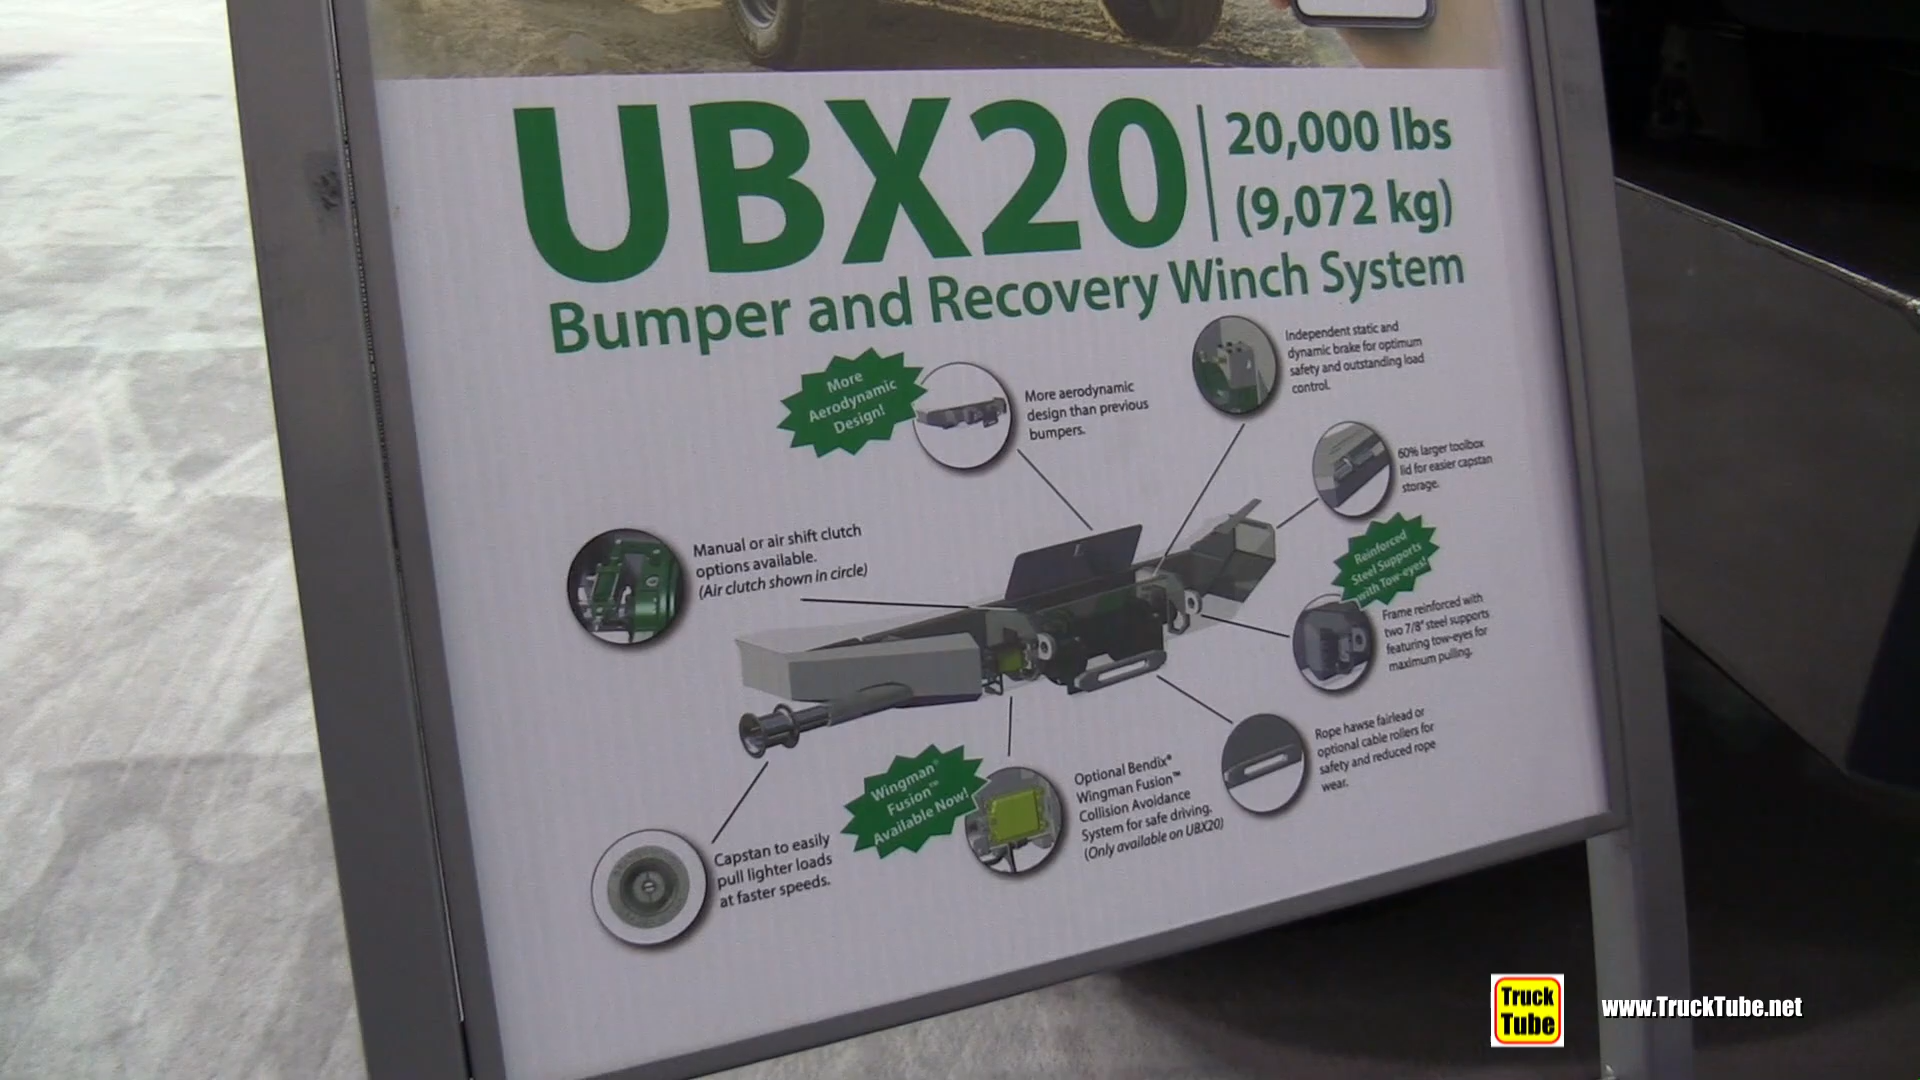 UBX20
20,000 lbs
(9,072 kg)
Bumper and Recovery Winch System
More
Aerodynamic
Design!
More aerodynamic
design than previous
bumpers.
Independent static and
dynamic brake for optimum
safety and outstanding load
control.
60% larger toolbox
lid for easier capstan
storage.
Manual or air shift clutch
options available.
(Air clutch shown in circle)
Reinforced
Steel Supports
with Tow-eyes!
Frame reinforced with
two 7/8" steel supports
featuring tow-eyes for
maximum pulling.
Rope hawse fairlead or
optional cable rollers for
safety and reduced rope
wear.
Wingman®
Fusion™
Available Now!
Optional Bendix®
Wingman Fusion™
Collision Avoidance
System for safe driving.
(Only available on UBX20)
Capstan to easily
pull lighter loads
at faster speeds.
Truck
Tube
www.TruckTube.net